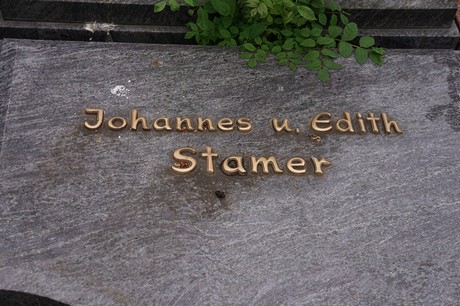 Johannes u. Edith
Stamer